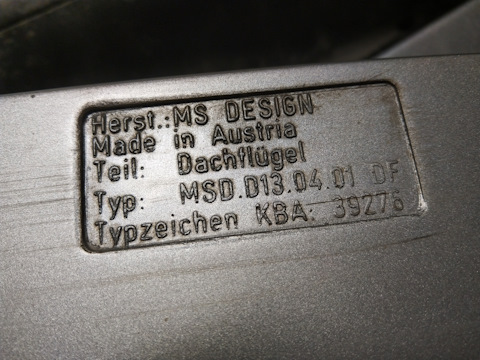 Herst.: MS DESIGN
Made in Austria
Teil: Dachflügel
Typ: MSD.D13.04.01 DF
Typzeichen KBA: 39276